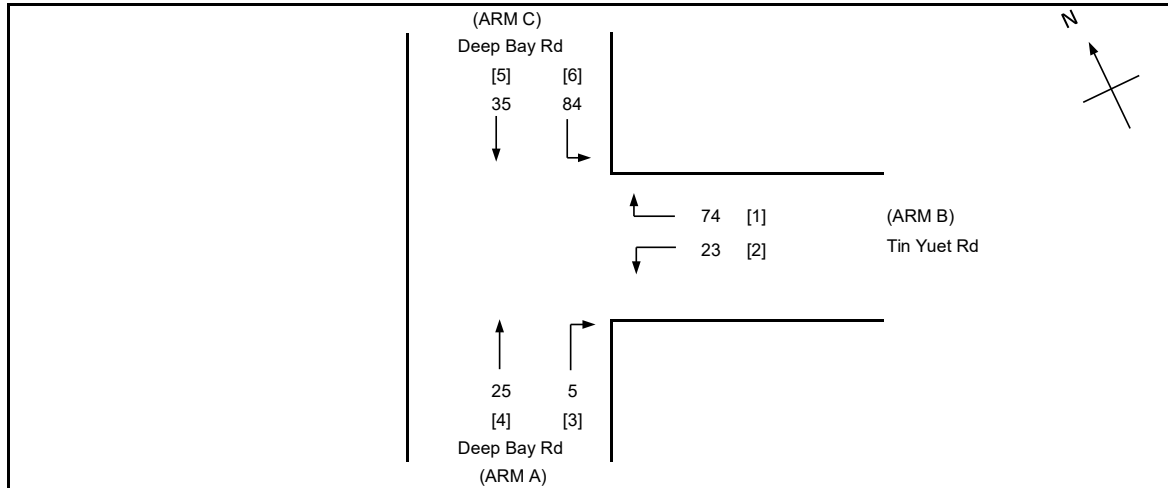 (ARM C)
N
Deep Bay Rd
[5] [6]
35 84
74 [1] (ARM B)
23 [2] Tin Yuet Rd
25 5
[4] [3]
Deep Bay Rd
(ARM A)